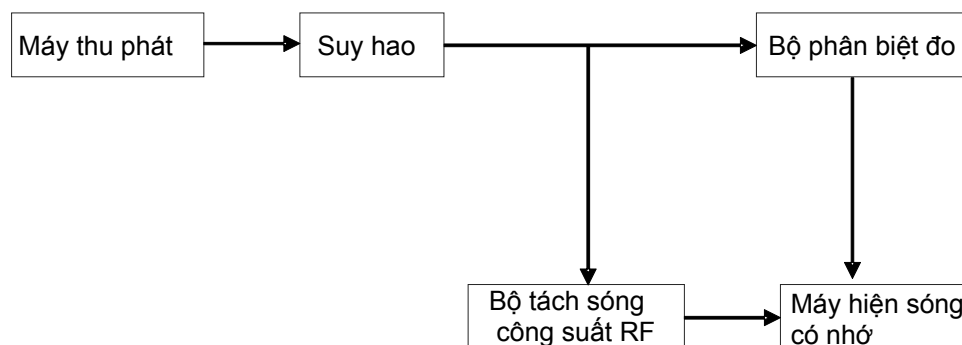 Máy thu phát
Suy hao
Bộ phân biệt đo
Bộ tách sóng
công suất RF
Máy hiện sóng
có nhớ